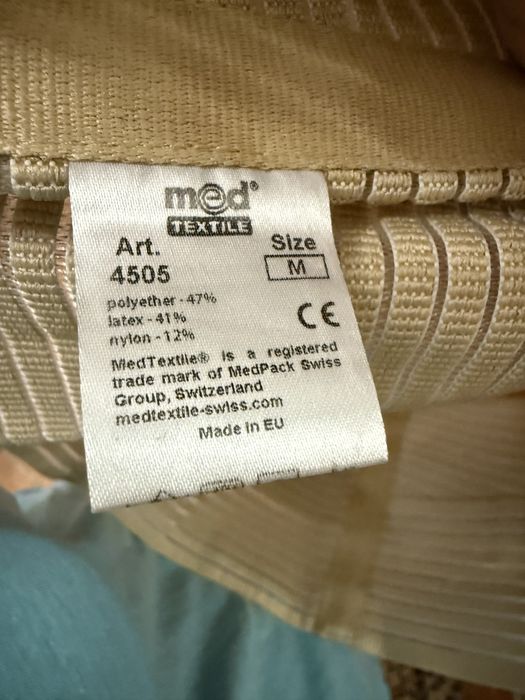 med®
TEXTILE
Art.
4505
Size
M
polyether - 47%
latex - 41%
nylon - 12%
CE
MedTextile® is a registered
trade mark of MedPack Swiss
Group, Switzerland
medtextile-swiss.com
Made in EU